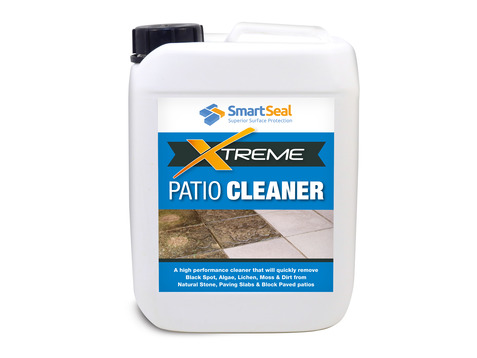 SmartSeal
Superior Surface Protection
XTREME
PATIO CLEANER
A high performance cleaner that will quickly remove
Black Spot, Algae, Lichen, Moss & Dirt from
Natural Stone, Paving Slabs & Block Paved patios